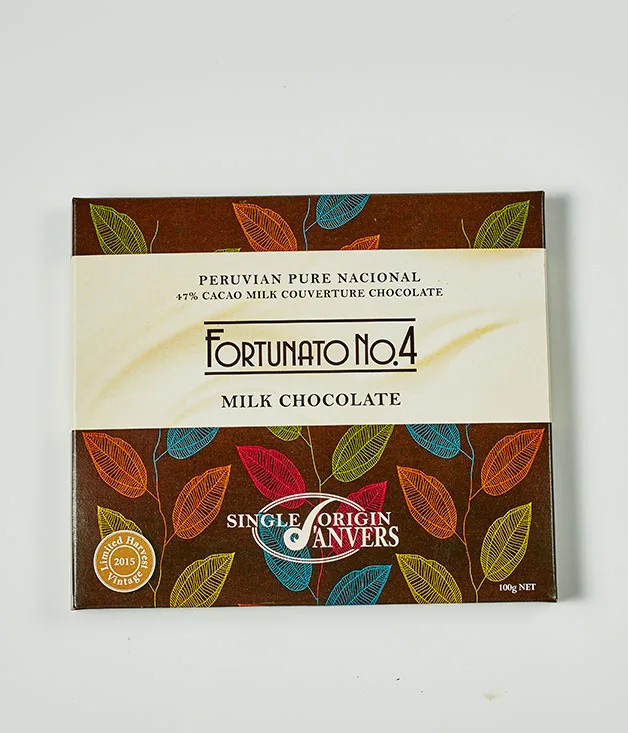 PERUVIAN PURE NACIONAL
47% CACAO MILK COUVERTURE CHOCOLATE
FORTUNATO NO.4
MILK CHOCOLATE
SINGLE ORIGIN
D'ANVERS
Limited Harvest
2015
Vintage
100g NET